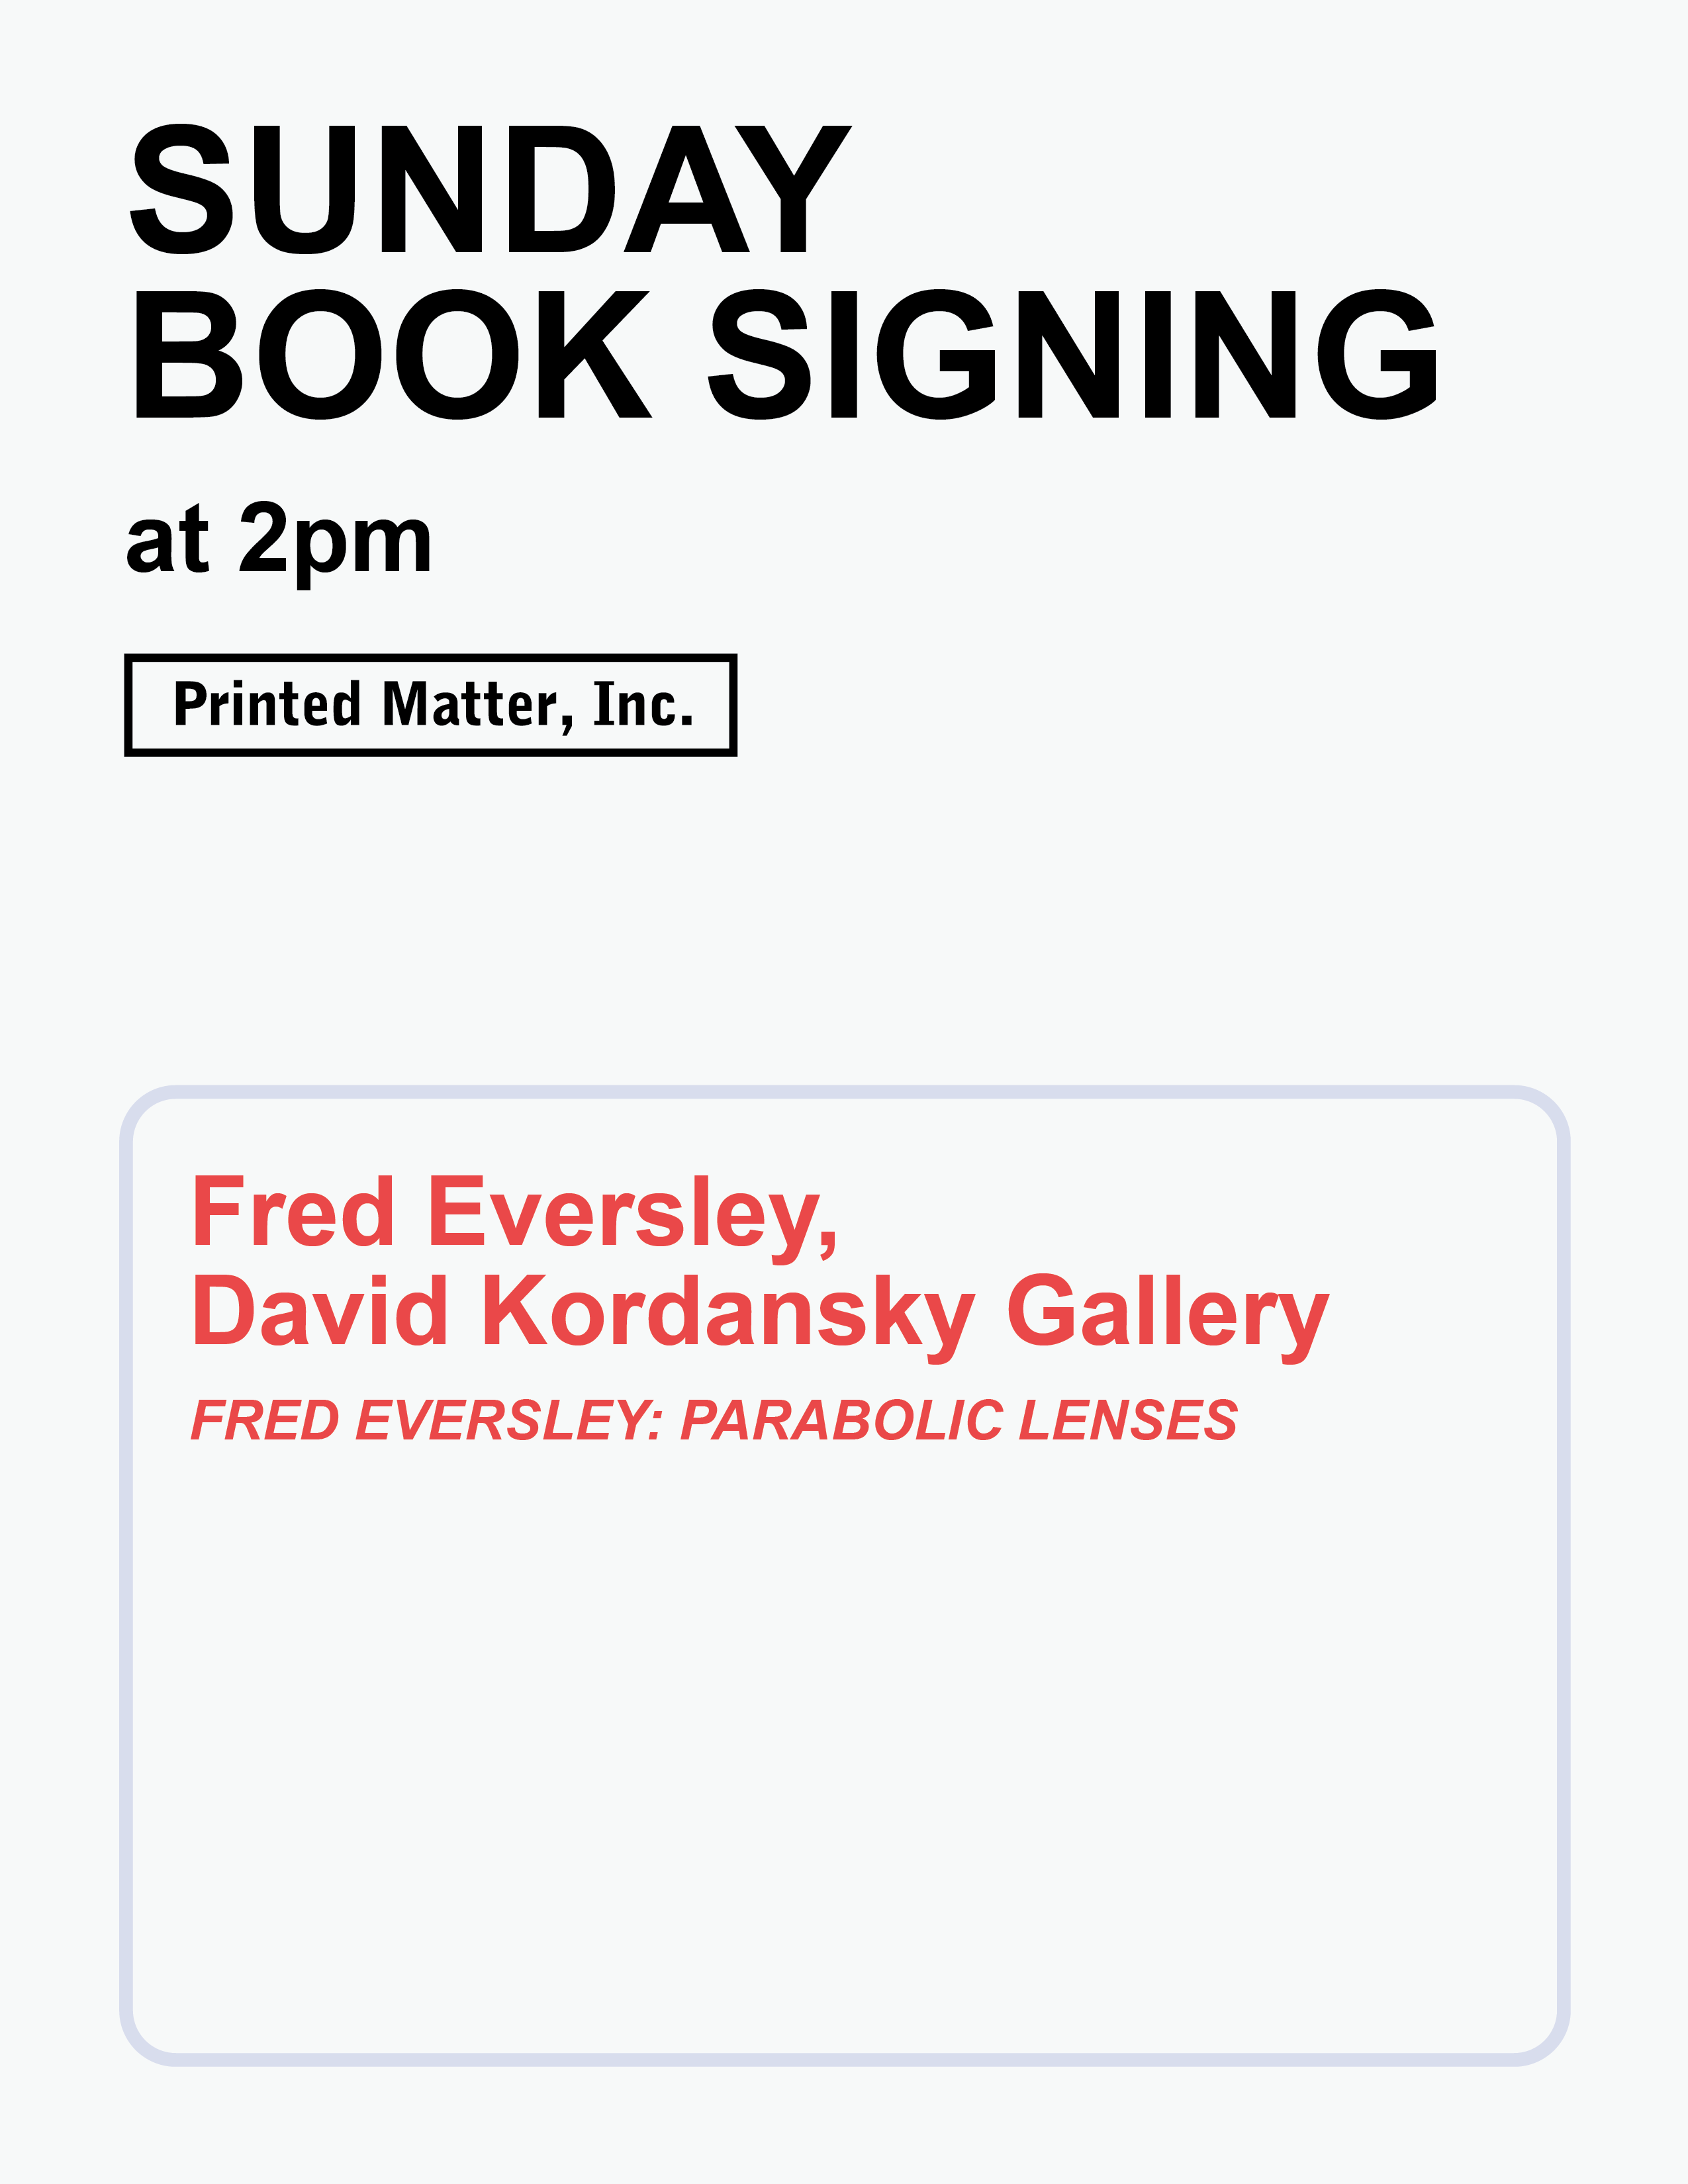 SUNDAY
BOOK SIGNING
at 2pm
Printed Matter, Inc.
Fred Eversley,
David Kordansky Gallery
FRED EVERSLEY: PARABOLIC LENSES